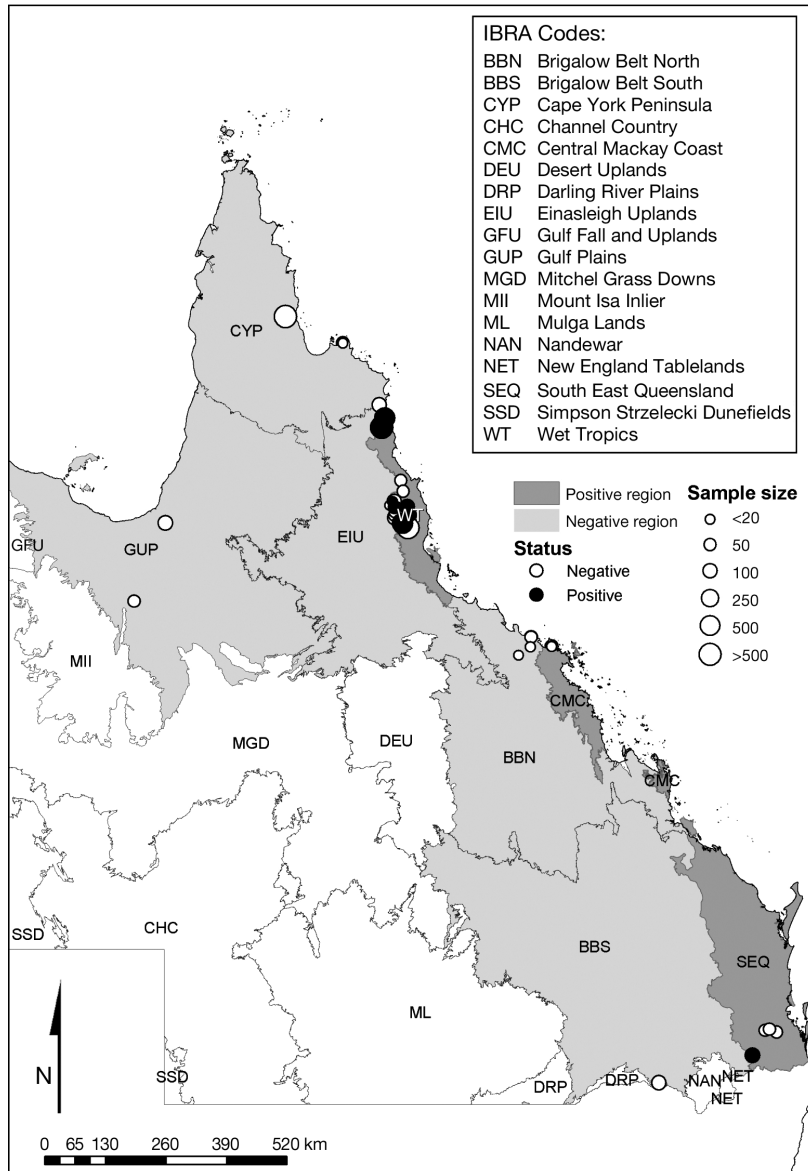 IBRA Codes:
BBN Brigalow Belt North
BBS Brigalow Belt South
CYP Cape York Peninsula
CHC Channel Country
CMC Central Mackay Coast
DEU Desert Uplands
DRP Darling River Plains
EIU Einasleigh Uplands
GFU Gulf Fall and Uplands
GUP Gulf Plains
MGD Mitchel Grass Downs
MII Mount Isa Inlier
ML Mulga Lands
NAN Nandewar
NET New England Tablelands
SEQ South East Queensland
SSD Simpson Strzelecki Dunefields
WT Wet Tropics
Positive region
Negative region
Status
Negative
Positive
Sample size
<20
50
100
250
500
>500
CYP
WT
EIU
GFU
GUP
MII
CMC
MGD
DEU
BBN
CMC
SSD
CHC
BBS
SEQ
ML
SSD
DRP
DRP
NAN
NET
NET
N
0 65 130 260 390 520 km